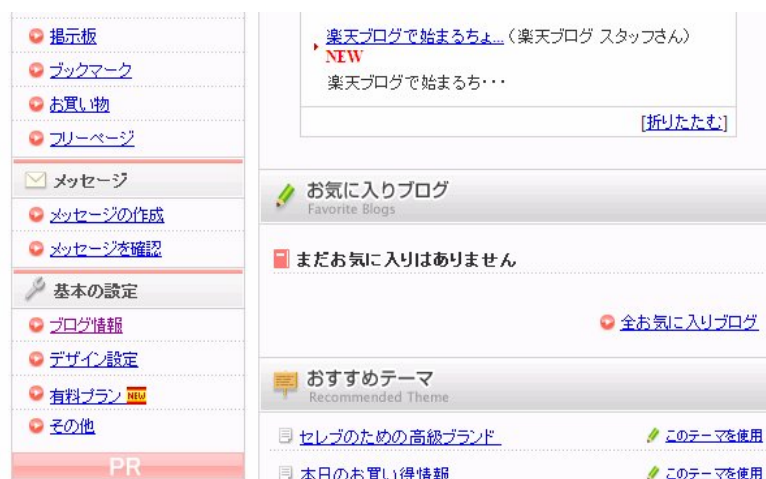 掲示板
ブックマーク
お買い物
フリーページ
メッセージ
メッセージの作成
メッセージを確認
基本の設定
ブログ情報
デザイン設定
有料プラン NEW
その他
PR
楽天ブログで始まるちょ...(楽天ブログ スタッフさん)
NEW
楽天ブログで始まるち・・・
[折りたたむ]
お気に入りブログ
Favorite Blogs
まだお気に入りはありません
全お気に入りブログ
おすすめテーマ
Recommended Theme
セレブのための高級ブランド このテーマを使用
本日のお買い得情報 このテーマを使用